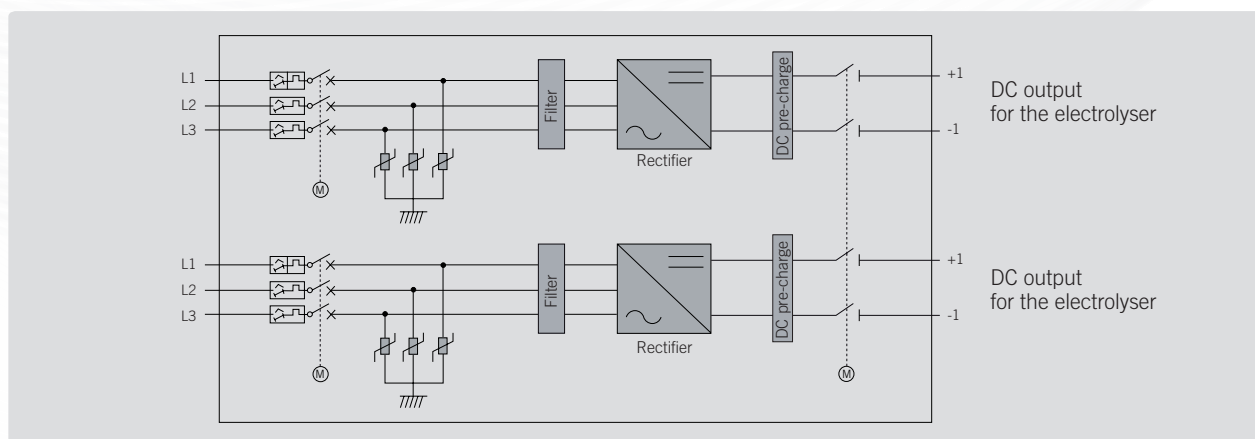 L1
L2
L3
M
Filter
Rectifier
DC pre-charge
+1
-1
DC output
for the electrolyser
L1
L2
L3
M
Filter
Rectifier
DC pre-charge
M
+1
-1
DC output
for the electrolyser